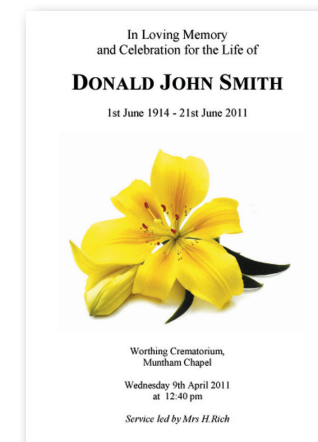 In Loving Memory
and Celebration for the Life of
DONALD JOHN SMITH
1st June 1914 - 21st June 2011
Worthing Crematorium,
Muntham Chapel
Wednesday 9th April 2011
at 12:40 pm
Service led by Mrs H.Rich